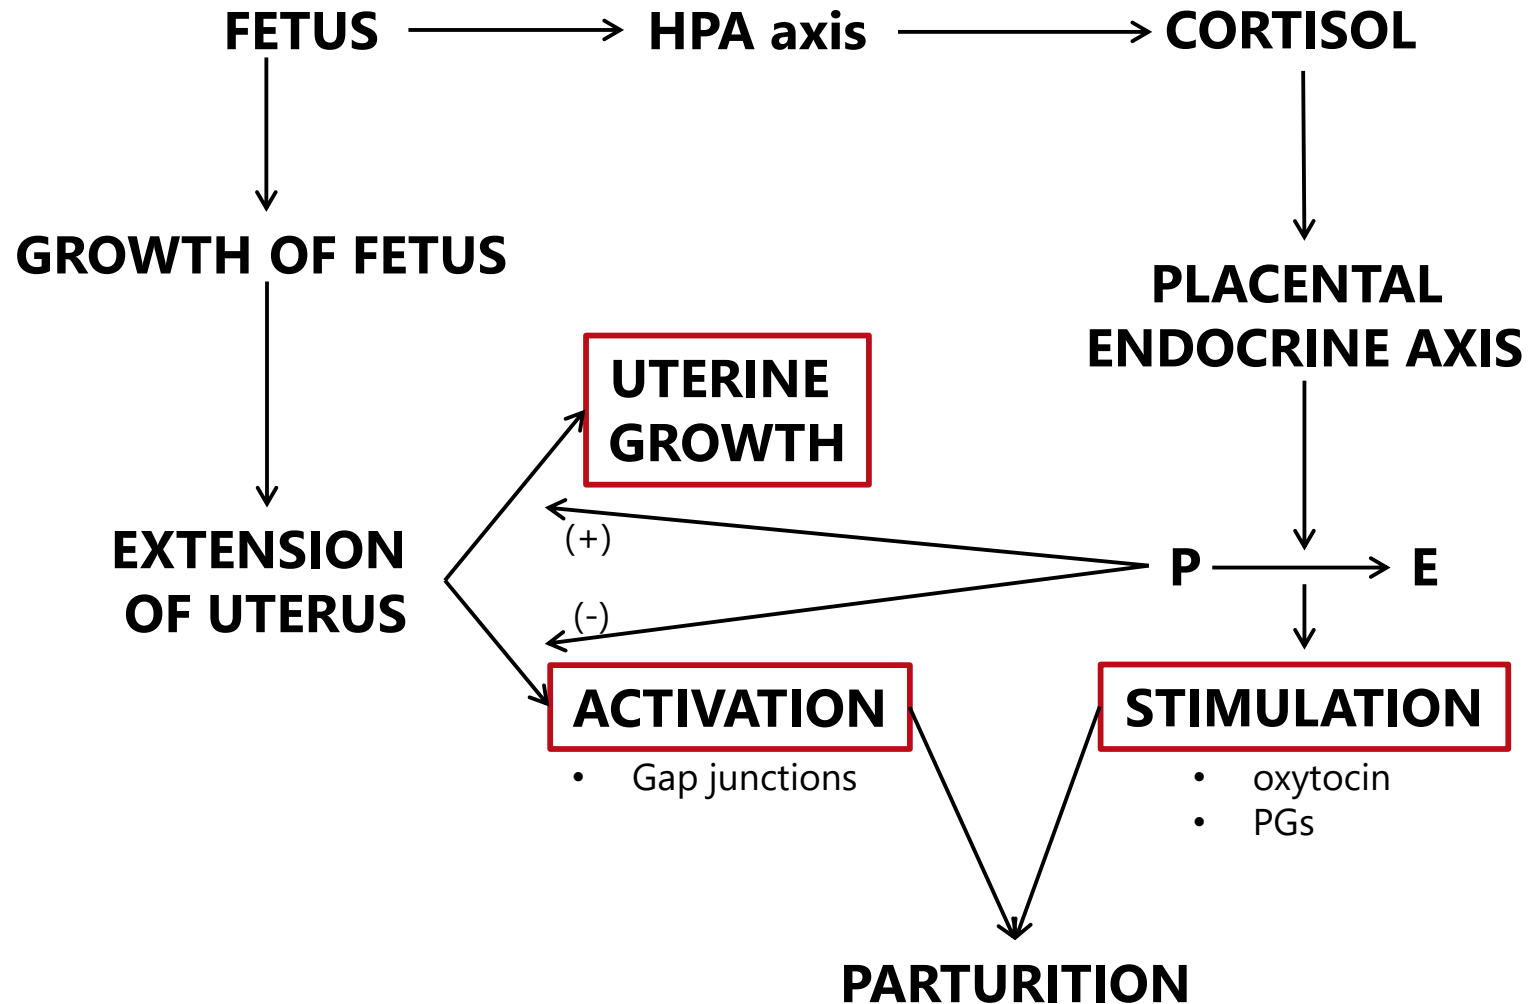 FETUS
HPA axis
CORTISOL
GROWTH OF FETUS
PLACENTAL
ENDOCRINE AXIS
UTERINE
GROWTH
EXTENSION
OF UTERUS
(+)
(-)
P
E
ACTIVATION
• Gap junctions
STIMULATION
• oxytocin
• PGs
PARTURITION